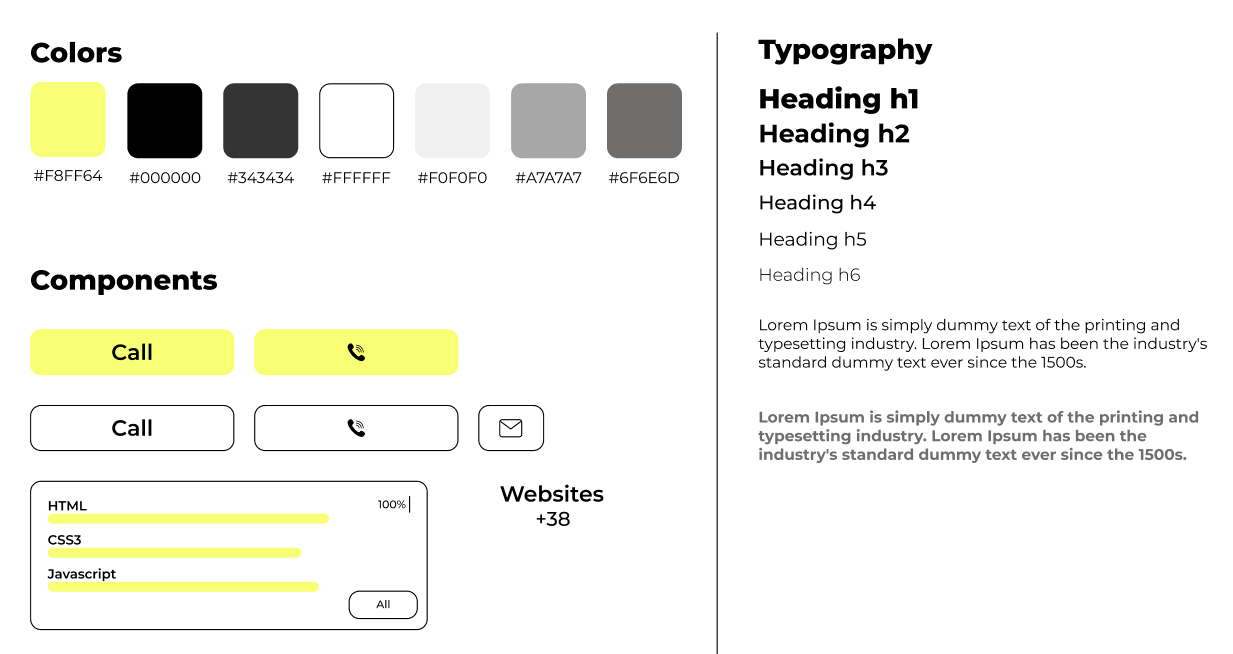 Colors
#F8FF64
#000000
#343434
#FFFFFF
#F0F0F0
#A7A7A7
#6F6E6D
Components
Call
Call
HTML
100%
CSS3
Javascript
All
Websites
+38
Typography
Heading h1
Heading h2
Heading h3
Heading h4
Heading h5
Heading h6
Lorem Ipsum is simply dummy text of the printing and
typesetting industry. Lorem Ipsum has been the industry's
standard dummy text ever since the 1500s.
Lorem Ipsum is simply dummy text of the printing and
typesetting industry. Lorem Ipsum has been the
industry's standard dummy text ever since the 1500s.